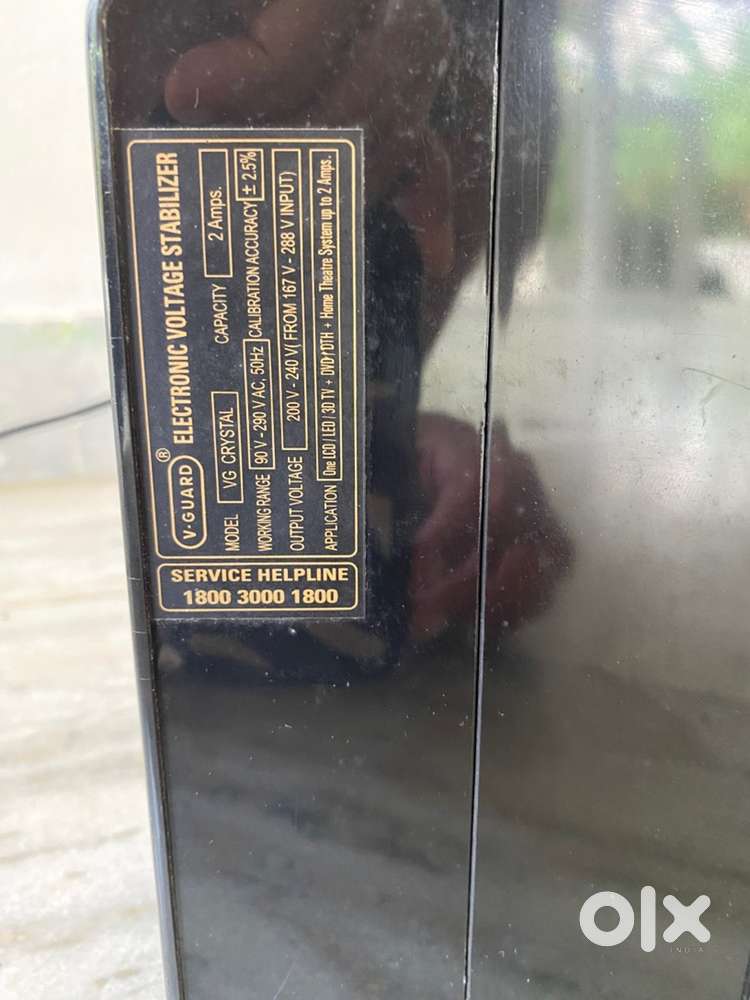 V-GUARD ® ELECTRONIC VOLTAGE STABILIZER
MODEL VG CRYSTAL CAPACITY 2 Amps.
WORKING RANGE 90 V - 290 V AC, 50Hz CALIBRATION ACCURACY ± 2.5%
OUTPUT VOLTAGE 200 V - 240 V( FROM 167 V - 288 V INPUT)
APPLICATION One LCD / LED / 3D TV + DVD / DTH + Home Theatre System up to 2 Amps.
SERVICE HELPLINE
1800 3000 1800
olx
INDIA